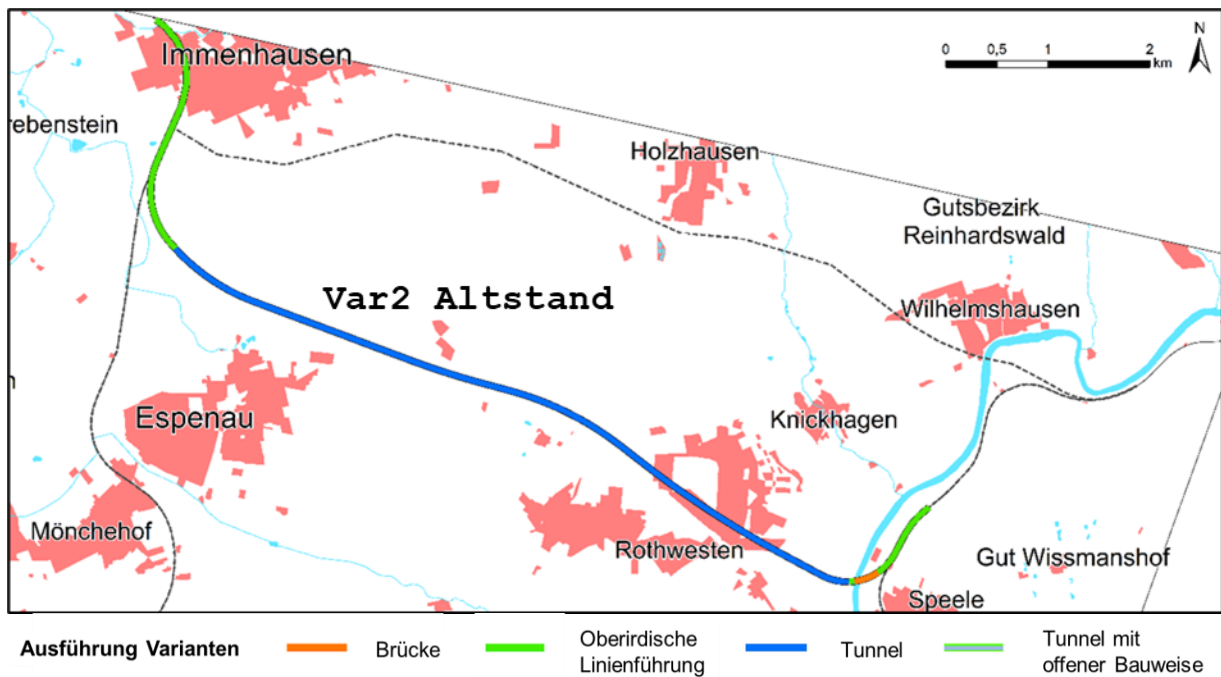 Immenhausen
N
0 0,5 1 2
km
rebenstein
Holzhausen
Gutsbezirk
Reinhardswald
Var2 Altstand
Wilhelmshausen
n
Espenau
Knickhagen
Mönchehof
Rothwesten
Gut Wissmanshof
Speele
Ausführung Varianten
Brücke
Oberirdische
Linienführung
Tunnel
Tunnel mit
offener Bauweise